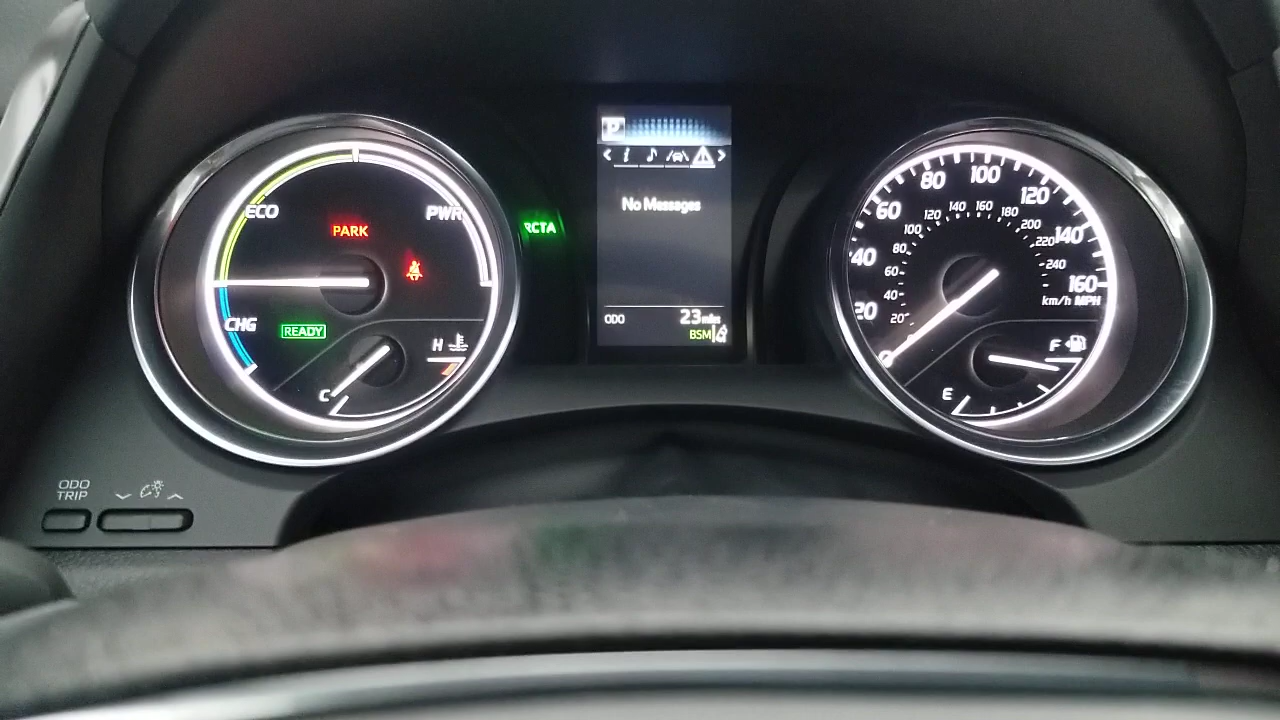 ECO
PWR
PARK
CHG
READY
H
C
RCTA
P
No Messages
ODO 23 miles
BSM
0
20
40
60
80
100
120
140
160
20
40
60
80
100
120
140
160
180
200
220
240
km/h MPH
F
E
ODO
TRIP